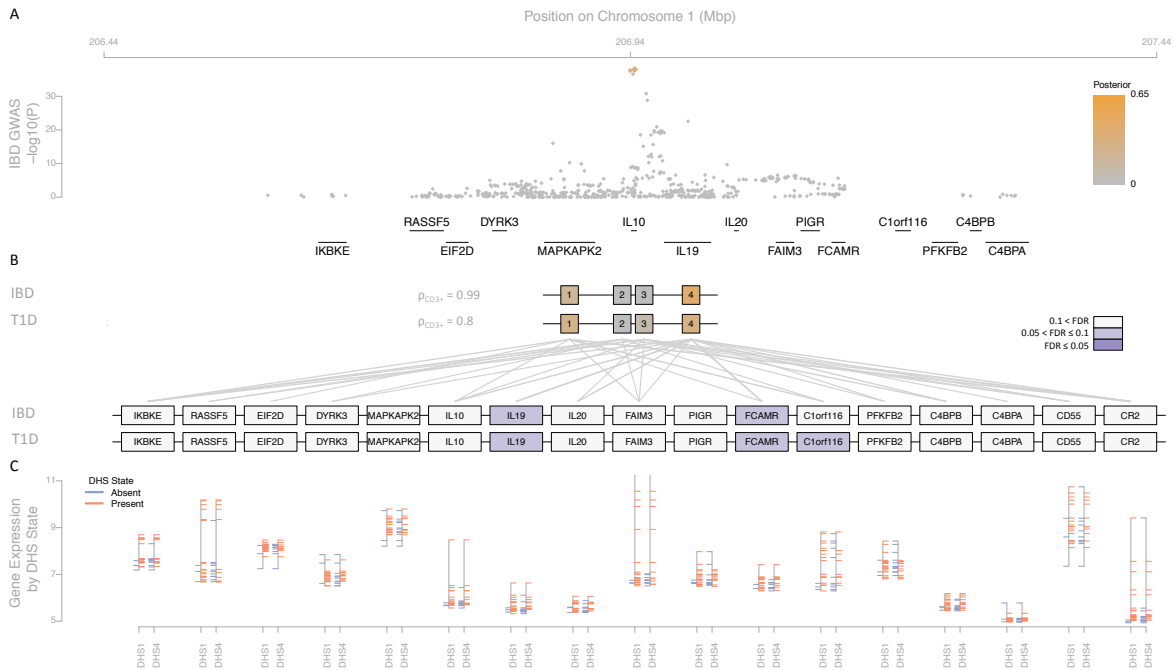 A
Position on Chromosome 1 (Mbp)
206.44 206.94 207.44
IBD GWAS
−log10(P)
30
20
10
0
Posterior
0.65
0
RASSF5 DYRK3 IL10 IL20 PIGR C1orf116 C4BPB
IKBKE EIF2D MAPKAPK2 IL19 FAIM3 FCAMR PFKFB2 C4BPA
B
IBD ρCD3+ = 0.99 1 2 3 4
T1D ρCD3+ = 0.8 1 2 3 4
0.1 < FDR
0.05 < FDR ≤ 0.1
FDR ≤ 0.05
IBD IKBKE RASSF5 EIF2D DYRK3 MAPKAPK2 IL10 IL19 IL20 FAIM3 PIGR FCAMR C1orf116 PFKFB2 C4BPB C4BPA CD55 CR2
T1D IKBKE RASSF5 EIF2D DYRK3 MAPKAPK2 IL10 IL19 IL20 FAIM3 PIGR FCAMR C1orf116 PFKFB2 C4BPB C4BPA CD55 CR2
C
DHS State
Absent
Present
Gene Expression
by DHS State
11
9
7
5
DHS1 DHS4 DHS1 DHS4 DHS1 DHS4 DHS1 DHS4 DHS1 DHS4 DHS1 DHS4 DHS1 DHS4 DHS1 DHS4 DHS1 DHS4 DHS1 DHS4 DHS1 DHS4 DHS1 DHS4 DHS1 DHS4 DHS1 DHS4 DHS1 DHS4 DHS1 DHS4 DHS1 DHS4